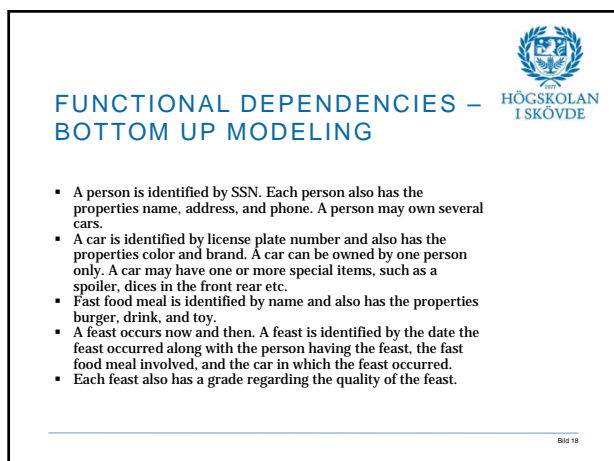 FUNCTIONAL DEPENDENCIES –
BOTTOM UP MODELING
1977
HÖGSKOLAN
I SKÖVDE
▪ A person is identified by SSN. Each person also has the
properties name, address, and phone. A person may own several
cars.
▪ A car is identified by license plate number and also has the
properties color and brand. A car can be owned by one person
only. A car may have one or more special items, such as a
spoiler, dices in the front rear etc.
▪ Fast food meal is identified by name and also has the properties
burger, drink, and toy.
▪ A feast occurs now and then. A feast is identified by the date the
feast occurred along with the person having the feast, the fast
food meal involved, and the car in which the feast occurred.
▪ Each feast also has a grade regarding the quality of the feast.
Bild 18